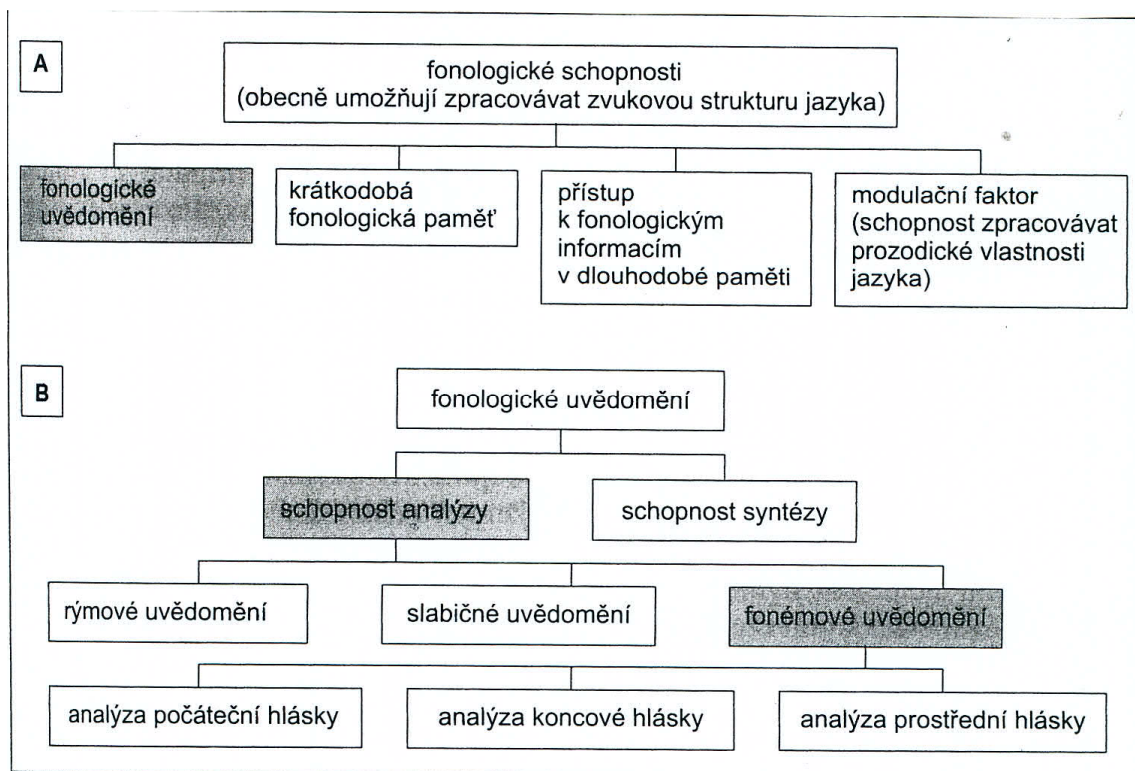 A
fonologické schopnosti
(obecně umožňují zpracovávat zvukovou strukturu jazyka)
fonologické
uvědomění
krátkodobá
fonologická paměť
přístup
k fonologickým
informacím
v dlouhodobé paměti
modulační faktor
(schopnost zpracovávat
prozodické vlastnosti
jazyka)
B
fonologické uvědomění
schopnost analýzy
schopnost syntézy
rýmové uvědomění
slabičné uvědomění
fonémové uvědomění
analýza počáteční hlásky
analýza koncové hlásky
analýza prostřední hlásky